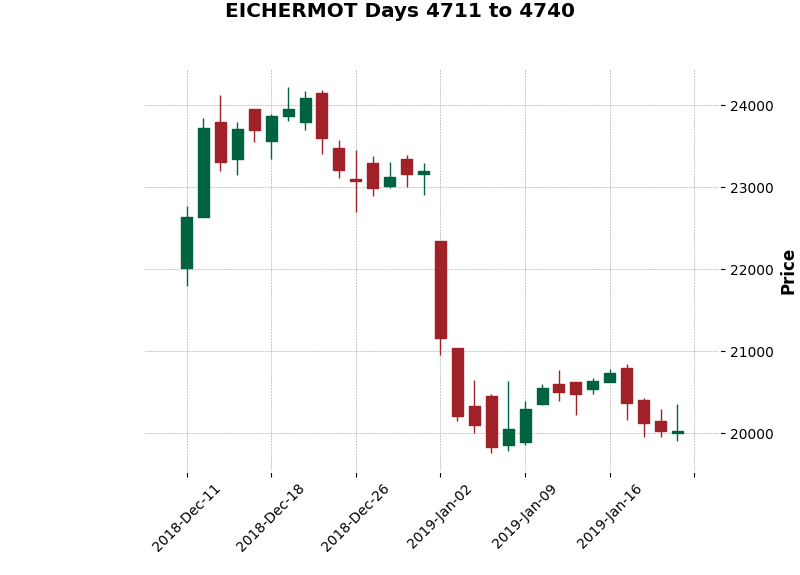 EICHERMOT Days 4711 to 4740
24000
23000
22000
21000
20000
Price
2018-Dec-11
2018-Dec-18
2018-Dec-26
2019-Jan-02
2019-Jan-09
2019-Jan-16